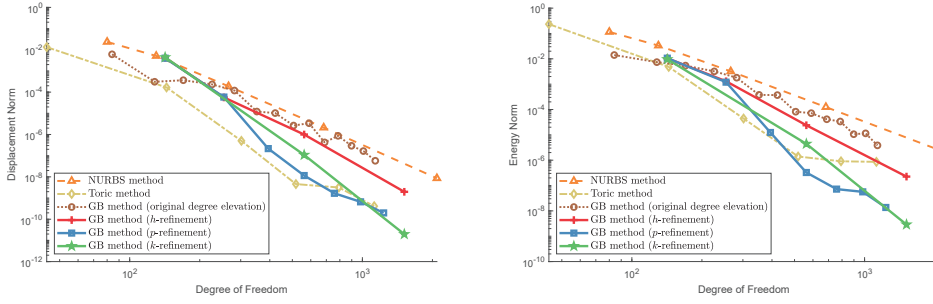 10^0
10^-2
10^-4
10^-6
10^-8
10^-10
10^-12
Displacement Norm
NURBS method
Toric method
GB method (original degree elevation)
GB method (h-refinement)
GB method (p-refinement)
GB method (k-refinement)
10^2
10^3
Degree of Freedom
10^0
10^-2
10^-4
10^-6
10^-8
10^-10
Energy Norm
NURBS method
Toric method
GB method (original degree elevation)
GB method (h-refinement)
GB method (p-refinement)
GB method (k-refinement)
10^2
10^3
Degree of Freedom